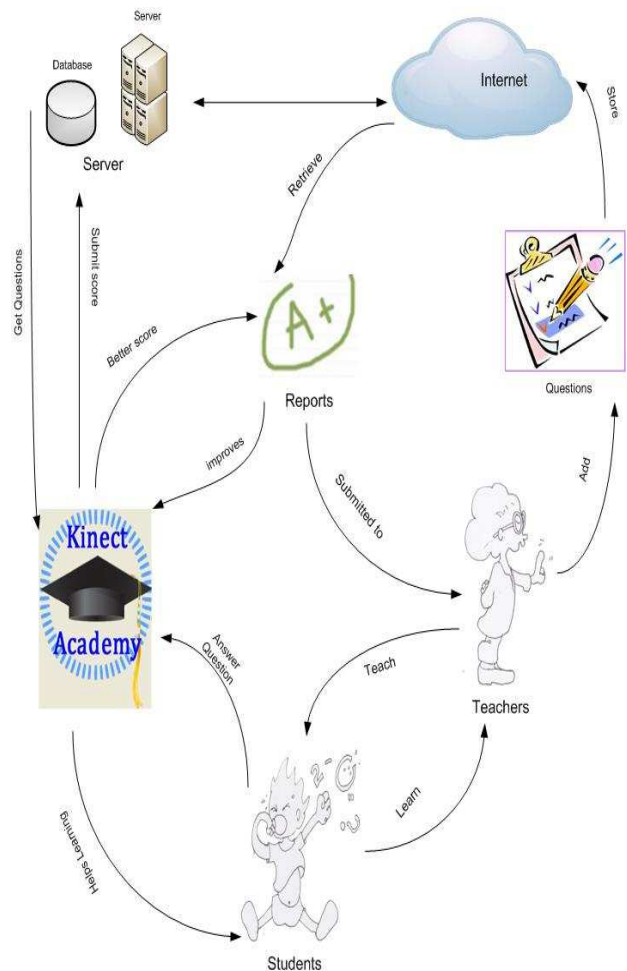 Server
Database
Server
Internet
Store
Retrieve
Get Questions
Submit score
Better score
A+
Reports
Questions
improves
Submitted to
Add
Kinect
Academy
Answer
Question
Teach
Teachers
2-
Learn
Helps Learning
Students